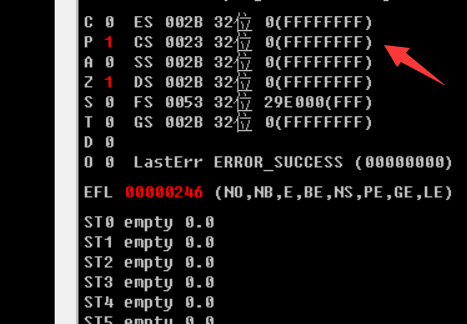 C 0 ES 002B 32位 0(FFFFFFFF)
P 1 CS 0023 32位 0(FFFFFFFF)
A 0 SS 002B 32位 0(FFFFFFFF)
Z 1 DS 002B 32位 0(FFFFFFFF)
S 0 FS 0053 32位 29E000(FFF)
T 0 GS 002B 32位 0(FFFFFFFF)
D 0
O 0 LastErr ERROR_SUCCESS (00000000)
EFL 00000246 (NO,NB,E,BE,NS,PE,GE,LE)
ST0 empty 0.0
ST1 empty 0.0
ST2 empty 0.0
ST3 empty 0.0
ST4 empty 0.0
ST5 empty 0.0